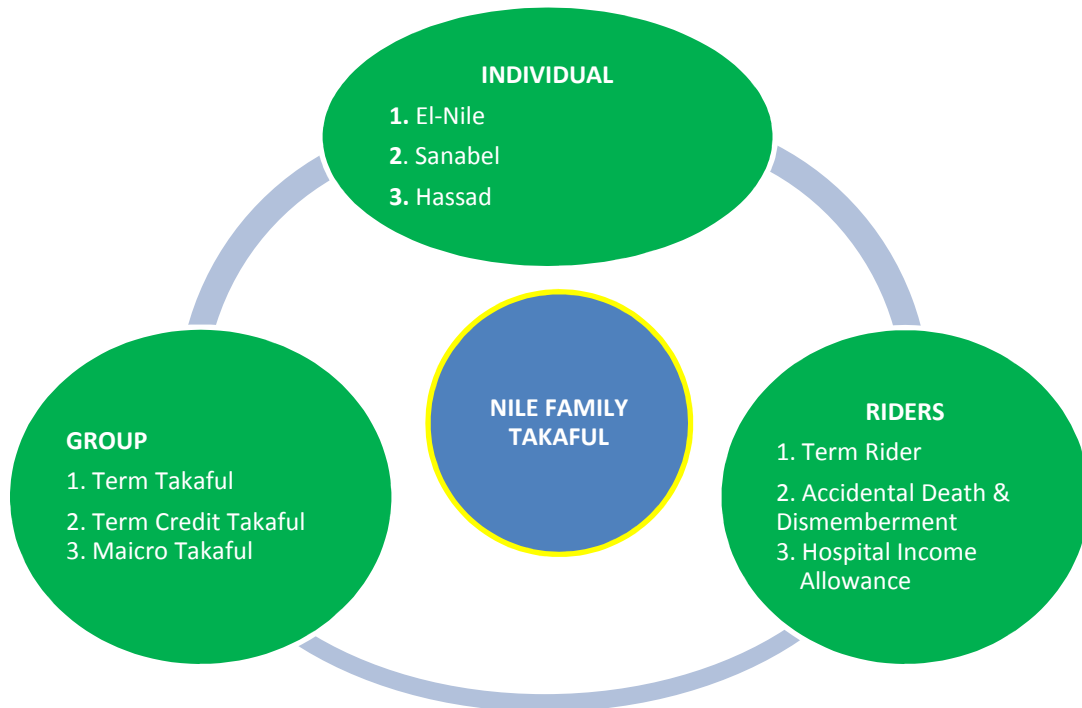 INDIVIDUAL
1. El-Nile
2. Sanabel
3. Hassad
NILE FAMILY
TAKAFUL
GROUP
1. Term Takaful
2. Term Credit Takaful
3. Maicro Takaful
RIDERS
1. Term Rider
2. Accidental Death &
Dismemberment
3. Hospital Income
Allowance